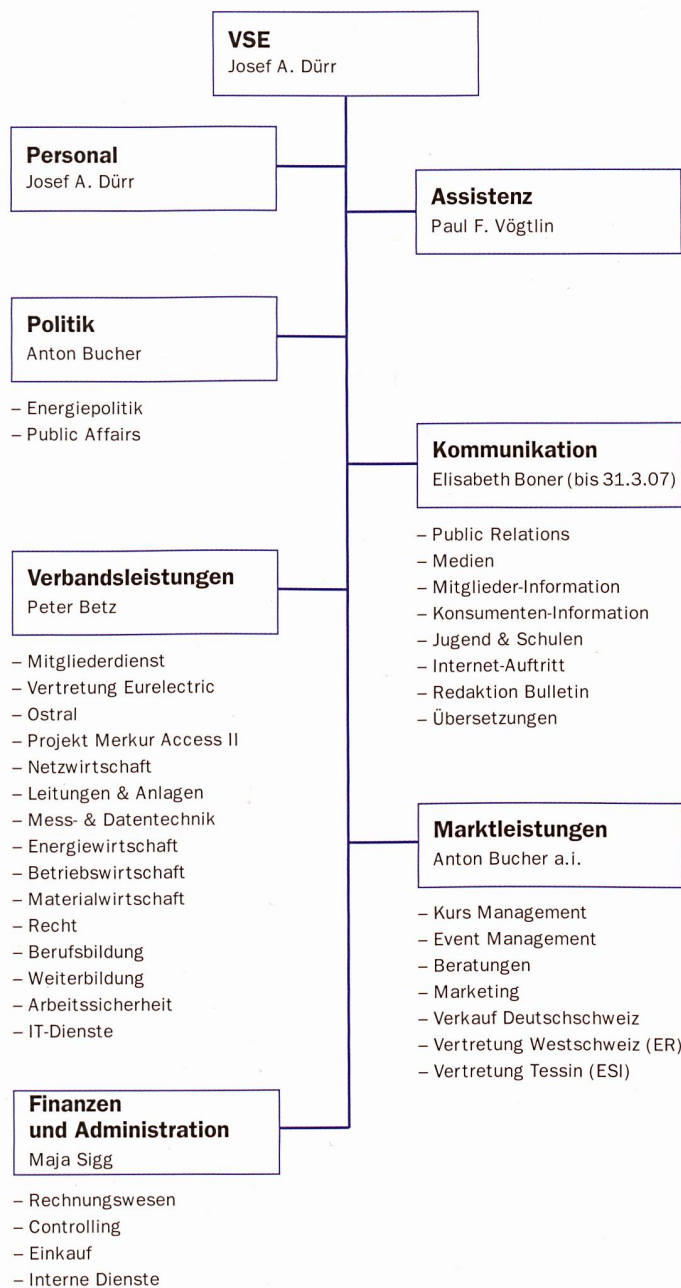 VSE
Josef A. Dürr
Personal
Josef A. Dürr
Assistenz
Paul F. Vögtlin
Politik
Anton Bucher
– Energiepolitik
– Public Affairs
Kommunikation
Elisabeth Boner (bis 31.3.07)
– Public Relations
– Medien
– Mitglieder-Information
– Konsumenten-Information
– Jugend & Schulen
– Internet-Auftritt
– Redaktion Bulletin
– Übersetzungen
Verbandsleistungen
Peter Betz
– Mitgliederdienst
– Vertretung Eurelectric
– Ostral
– Projekt Merkur Access II
– Netzwirtschaft
– Leitungen & Anlagen
– Mess- & Datentechnik
– Energiewirtschaft
– Betriebswirtschaft
– Materialwirtschaft
– Recht
– Berufsbildung
– Weiterbildung
– Arbeitssicherheit
– IT-Dienste
Marktleistungen
Anton Bucher a.i.
– Kurs Management
– Event Management
– Beratungen
– Marketing
– Verkauf Deutschschweiz
– Vertretung Westschweiz (ER)
– Vertretung Tessin (ESI)
Finanzen
und Administration
Maja Sigg
– Rechnungswesen
– Controlling
– Einkauf
– Interne Dienste